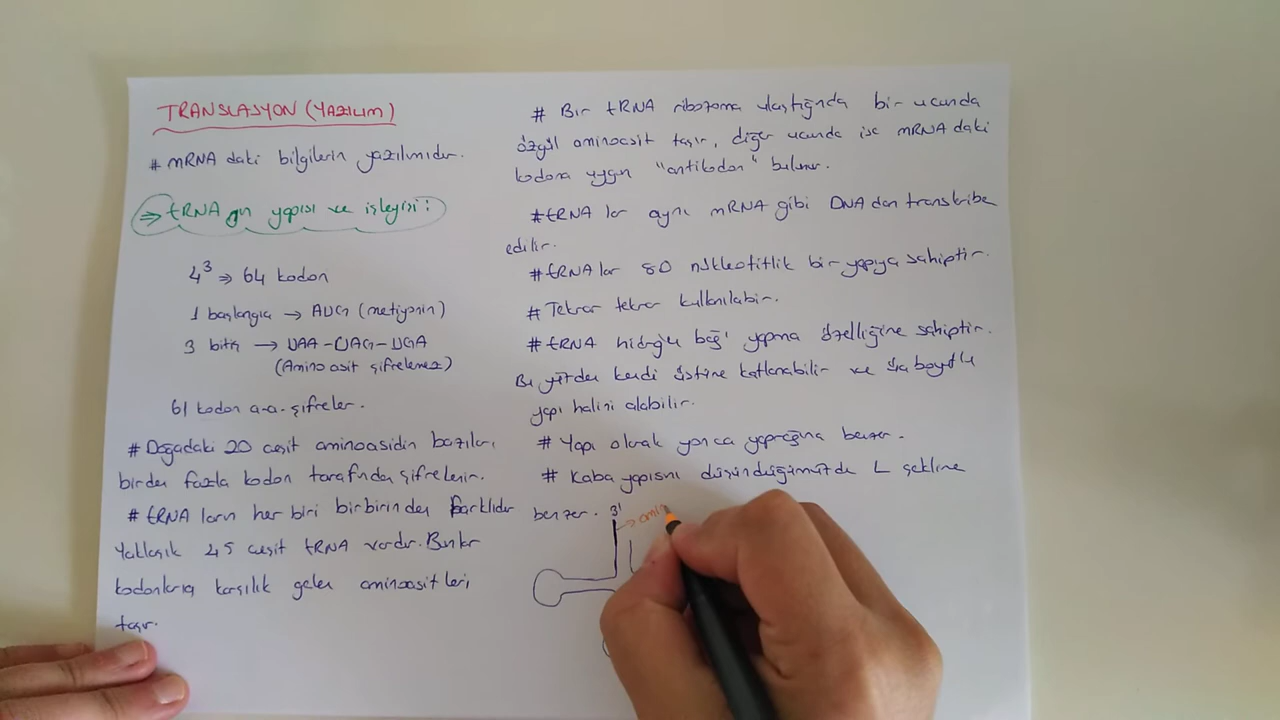 TRANSLASYON (YAZILIM)
# mRNA daki bilgilerin yazılımıdır.
⇒ tRNA ın yapısı ve işleyişi:
4³ ⇒ 64 kodon
1 başlangıç → AUG (metiyonin)
3 bitiş → UAA - UAG - UGA
(Amino asit şifrelemez)
61 kodon a.a. şifreler.
# Doğadaki 20 çeşit aminoasidin bazıları
birden fazla kodon tarafından şifrelenir.
# tRNA ların her biri birbirinden farklıdır
Yaklaşık 45 çeşit tRNA vardır. Bunlar
kodonlara karşılık gelen aminoasitleri
taşır.
# Bir tRNA ribozoma ulaştığında bir ucunda
özgül aminoasit taşır, diğer ucunda ise mRNA daki
kodona uygun "antikodon" bulunur.
# tRNA lar aynı mRNA gibi DNA dan transkribe
edilir.
# tRNA lar 80 nükleotitlik bir yapıya sahiptir.
# Tekrar tekrar kullanılabilir.
# tRNA hidrojen bağı yapma özelliğine sahiptir.
Bu yüzden kendi üstüne katlanabilir ve üç boyutlu
yapı halini alabilir.
# Yapı olarak yonca yaprağına benzer.
# Kaba yapısını düşündüğümüzde L şekline
benzer.
3'
→ amin